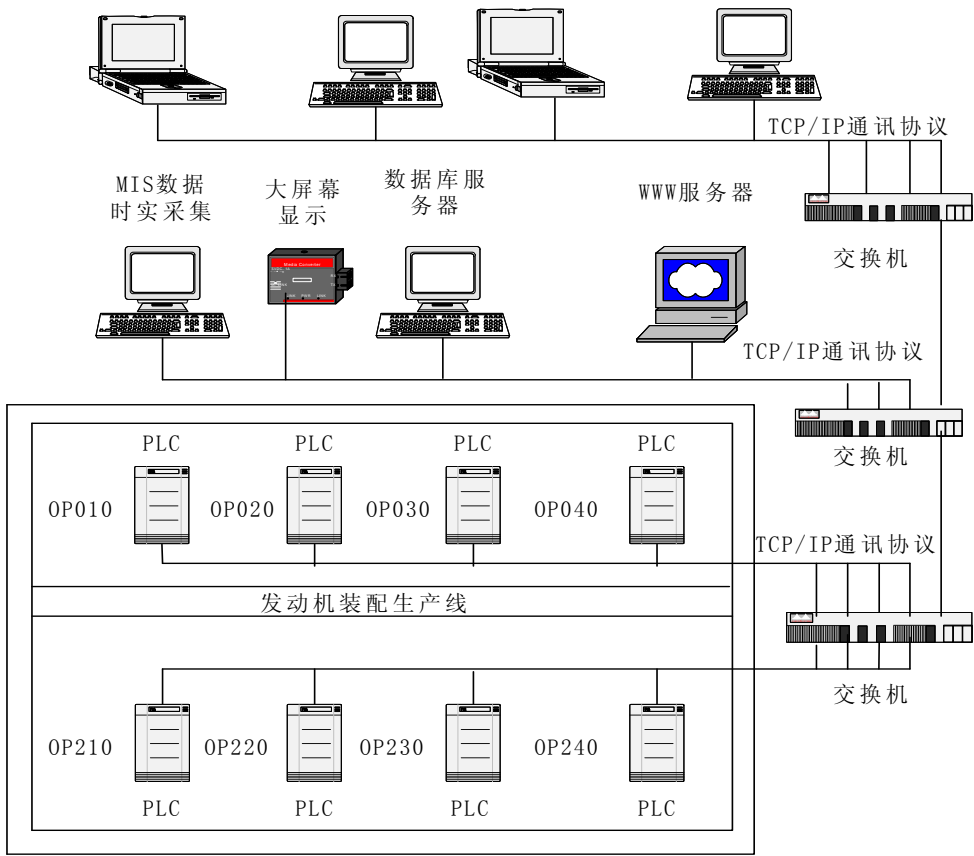 TCP/IP通讯协议
MIS数据
时实采集
大屏幕
显示
数据库服
务器
WWW服务器
交换机
Media Converter
TCP/IP通讯协议
交换机
PLC PLC PLC PLC
OP010 OP020 OP030 OP040
TCP/IP通讯协议
发动机装配生产线
交换机
OP210 OP220 OP230 OP240
PLC PLC PLC PLC